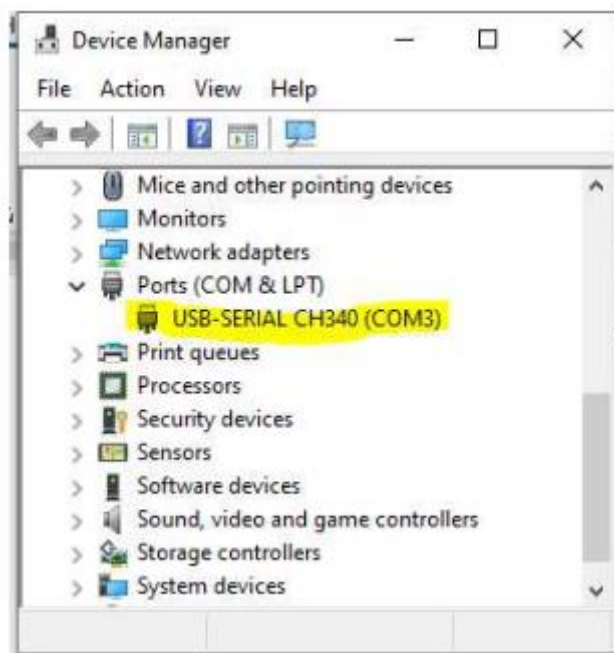 Device Manager
File Action View Help
Mice and other pointing devices
Monitors
Network adapters
Ports (COM & LPT)
USB-SERIAL CH340 (COM3)
Print queues
Processors
Security devices
Sensors
Software devices
Sound, video and game controllers
Storage controllers
System devices